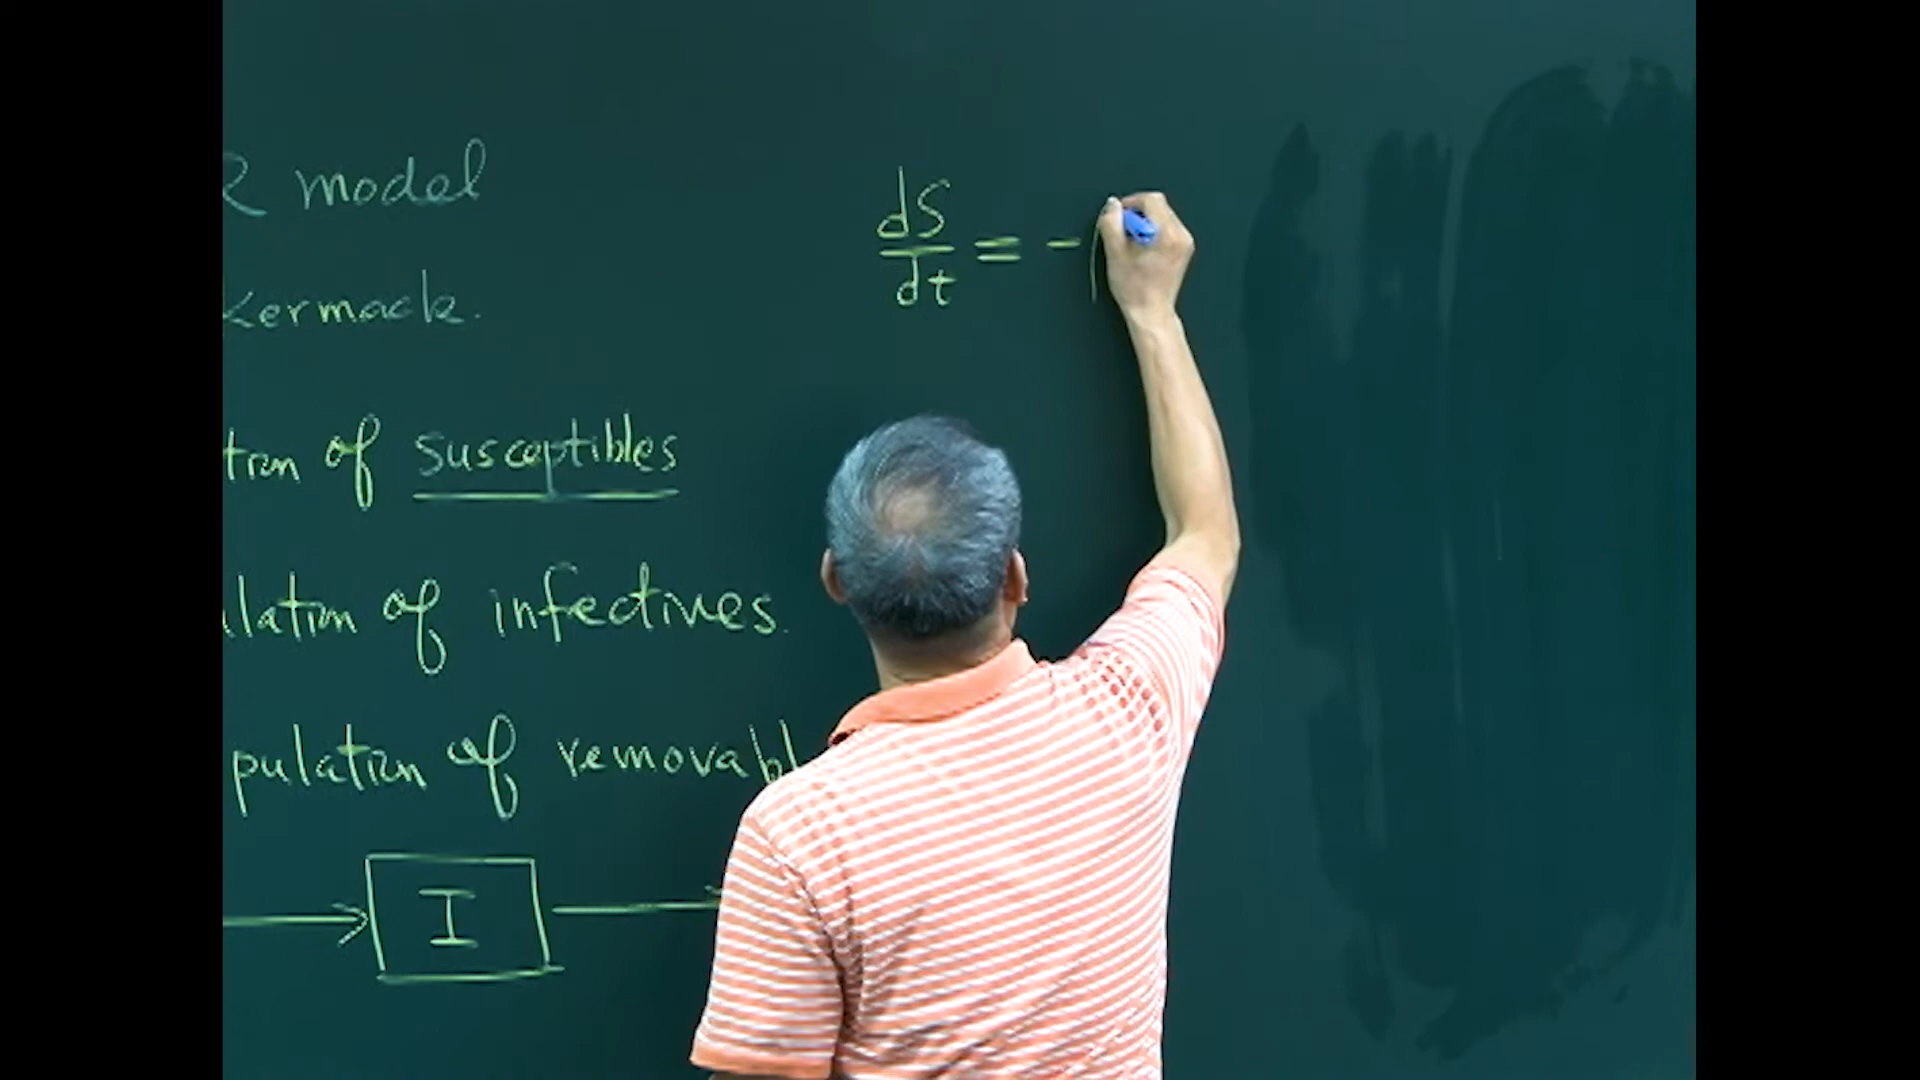 R model
kermack.
tion of susceptibles
ulation of infectives.
pulation of removabl
I
dS
dt
= -